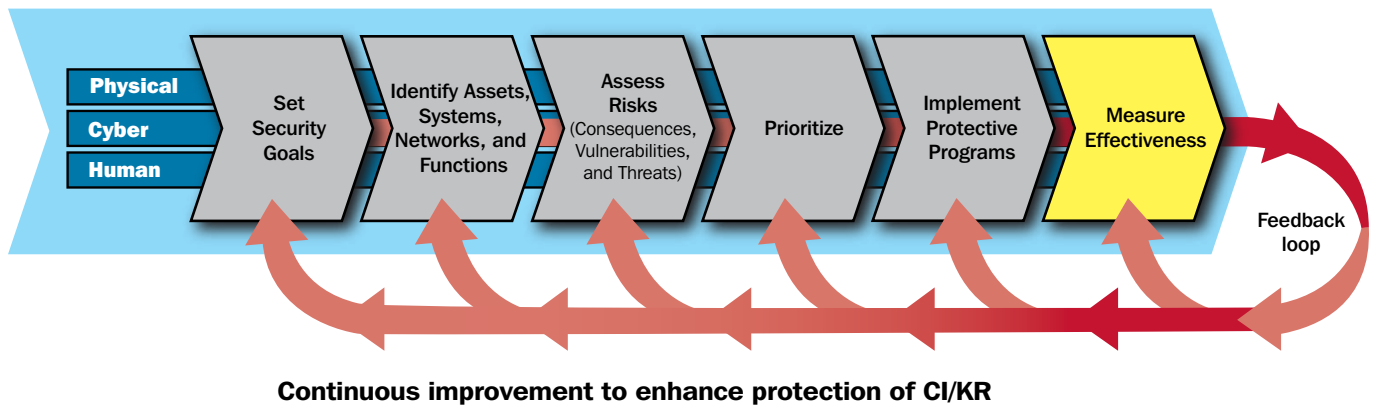 Physical
Cyber
Human
Set
Security
Goals
Identify Assets,
Systems,
Networks, and
Functions
Assess
Risks
(Consequences,
Vulnerabilities,
and Threats)
Prioritize
Implement
Protective
Programs
Measure
Effectiveness
Feedback
loop
Continuous improvement to enhance protection of CI/KR